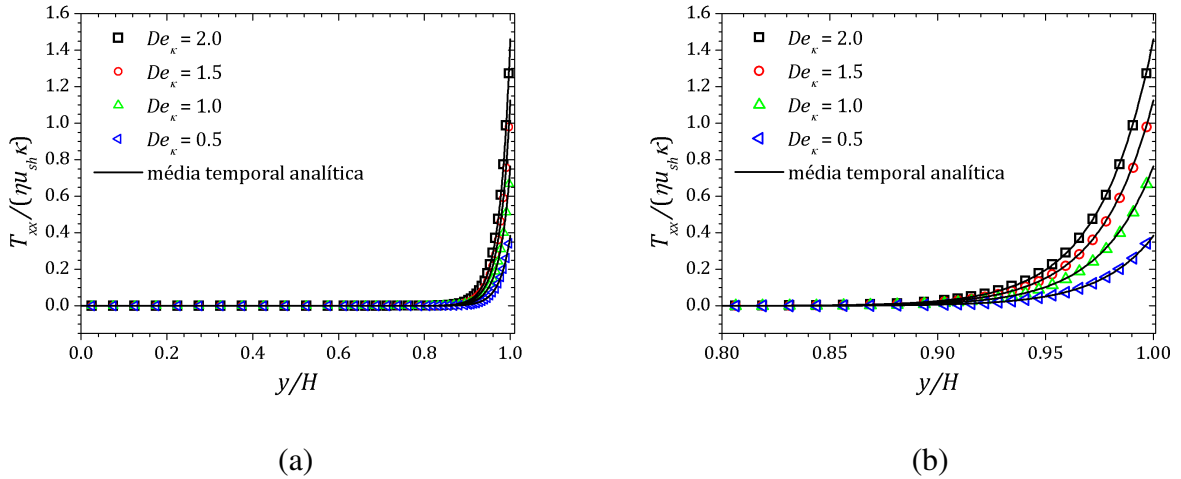 1.6
1.4
1.2
1.0
0.8
0.6
0.4
0.2
0.0
T_xx/(ηu_shκ)
De_κ = 2.0
De_κ = 1.5
De_κ = 1.0
De_κ = 0.5
média temporal analítica
0.0 0.2 0.4 0.6 0.8 1.0
y/H
(a)
1.6
1.4
1.2
1.0
0.8
0.6
0.4
0.2
0.0
T_xx/(ηu_shκ)
De_κ = 2.0
De_κ = 1.5
De_κ = 1.0
De_κ = 0.5
média temporal analítica
0.80 0.85 0.90 0.95 1.00
y/H
(b)